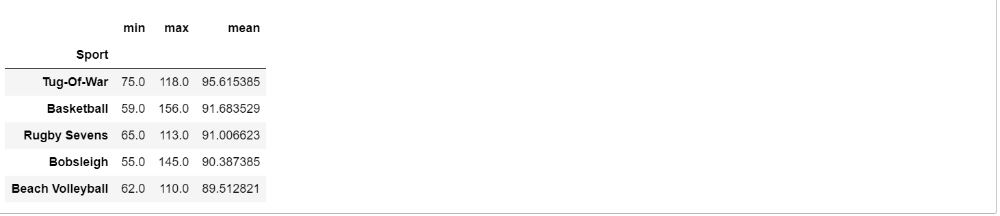 min max mean
Sport
Tug-Of-War 75.0 118.0 95.615385
Basketball 59.0 156.0 91.683529
Rugby Sevens 65.0 113.0 91.006623
Bobsleigh 55.0 145.0 90.387385
Beach Volleyball 62.0 110.0 89.512821